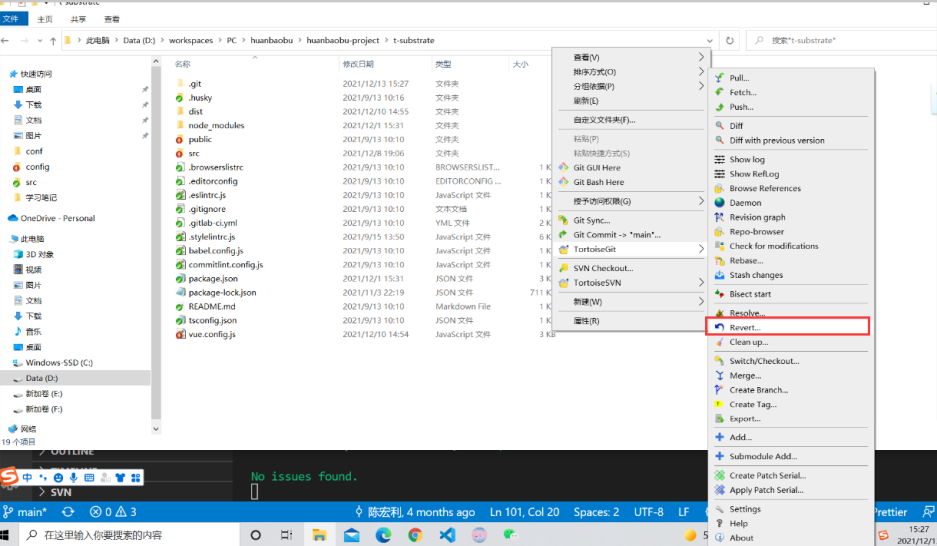 t-substrate
文件 主页 共享 查看
此电脑 > Data (D:) > workspaces > PC > huanbaobu > huanbaobu-project > t-substrate
搜索"t-substrate"
名称 修改日期 类型 大小
快速访问
桌面
下载
文档
图片
conf
config
src
学习笔记
OneDrive - Personal
此电脑
3D 对象
视频
图片
文档
下载
音乐
桌面
Windows-SSD (C:)
Data (D:)
新加卷 (E:)
新加卷 (F:)
网络
19 个项目
.git 2021/12/13 15:27 文件夹
.husky 2021/9/13 10:16 文件夹
dist 2021/12/10 14:55 文件夹
node_modules 2021/12/1 15:31 文件夹
public 2021/9/13 10:10 文件夹
src 2021/12/8 19:06 文件夹
.browserslistrc 2021/9/13 10:10 BROWSERSLIST... 1 K
.editorconfig 2021/9/13 10:10 EDITORCONFIG ... 1 K
.eslintrc.js 2021/9/13 10:10 JavaScript 文件 1 K
.gitignore 2021/9/13 10:10 文本文档 1 K
.gitlab-ci.yml 2021/9/13 10:10 YML 文件 2 K
.stylelintrc.js 2021/9/15 13:50 JavaScript 文件 6 K
babel.config.js 2021/9/13 10:10 JavaScript 文件 1 K
commitlint.config.js 2021/9/13 10:10 JavaScript 文件 1 K
package.json 2021/12/1 15:31 JSON 文件 3 K
package-lock.json 2021/11/3 22:19 JSON 文件 711 K
README.md 2021/9/13 10:10 Markdown File 1 K
tsconfig.json 2021/9/13 10:10 JSON 文件 1 K
vue.config.js 2021/12/10 14:54 JavaScript 文件 3 KB
查看(V)
排序方式(O)
分组依据(P)
刷新(E)
自定义文件夹(F)...
粘贴(P)
粘贴快捷方式(S)
Git GUI Here
Git Bash Here
授予访问权限(G)
Git Sync...
Git Commit -> "main"...
TortoiseGit
SVN Checkout...
TortoiseSVN
新建(W)
属性(R)
Pull...
Fetch...
Push...
Diff
Diff with previous version
Show log
Show RefLog
Browse References
Daemon
Revision graph
Repo-browser
Check for modifications
Rebase...
Stash changes
Bisect start
Resolve...
Revert...
Clean up...
Switch/Checkout...
Merge...
Create Branch...
Create Tag...
Export...
Add...
Submodule Add...
Create Patch Serial...
Apply Patch Serial...
Settings
Help
About
OUTLINE
SVN
中
No issues found.
main* 0 3 陈宏利, 4 months ago Ln 101, Col 20 Spaces: 2 UTF-8 LF Prettier
在这里输入你要搜索的内容
5
15:27
2021/12/1